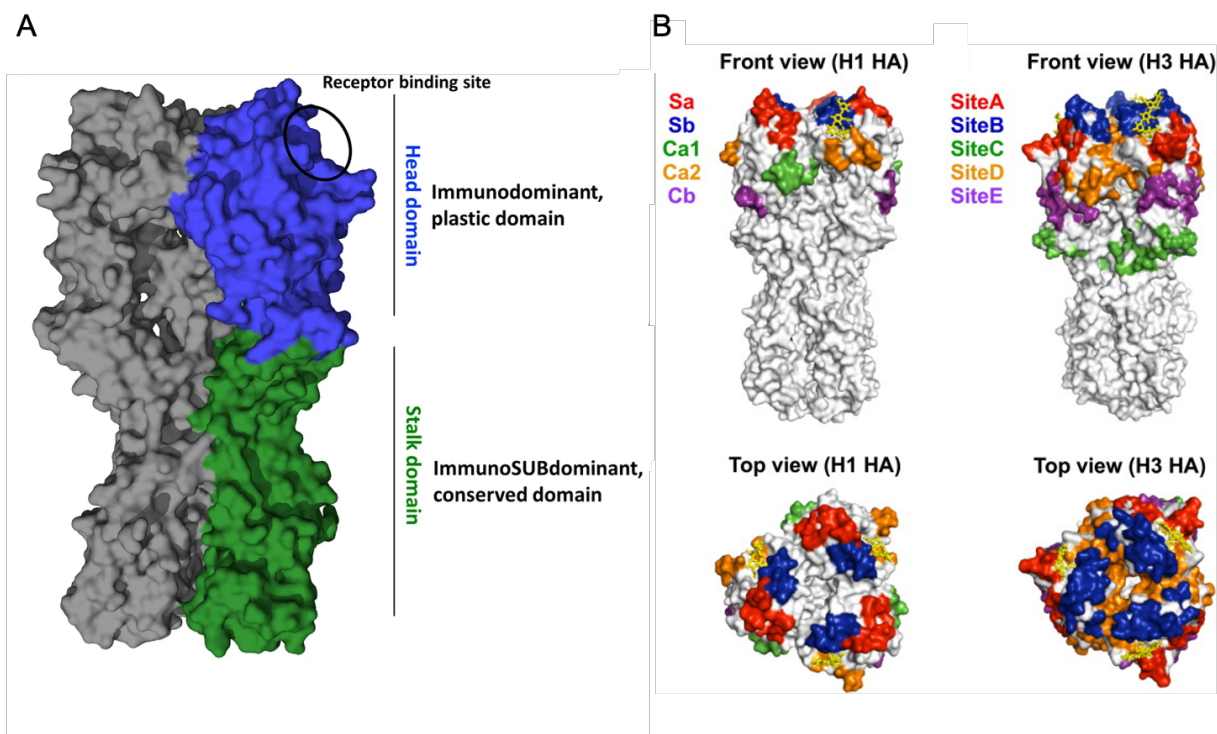 A
Receptor binding site
Head domain
Immunodominant,
plastic domain
Stalk domain
ImmunoSUBdominant,
conserved domain
B
Front view (H1 HA)
Sa
Sb
Ca1
Ca2
Cb
Front view (H3 HA)
SiteA
SiteB
SiteC
SiteD
SiteE
Top view (H1 HA)
Top view (H3 HA)